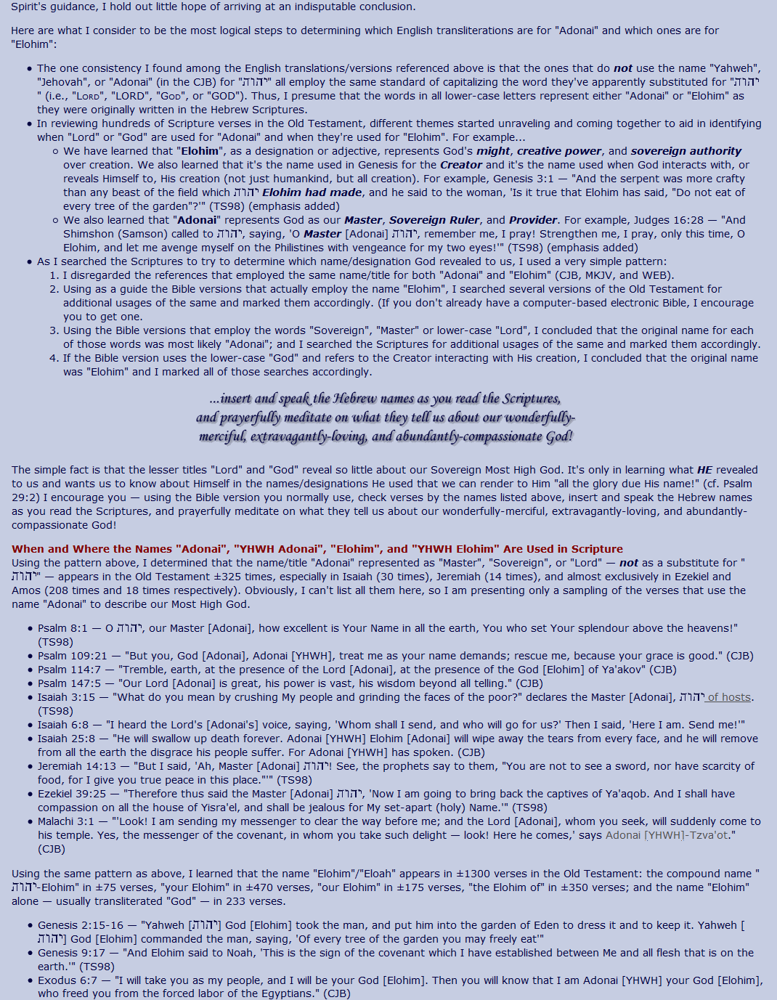 Spirit's guidance, I hold out little hope of arriving at an indisputable conclusion.
Here are what I consider to be the most logical steps to determining which English transliterations are for "Adonai" and which ones are for
"Elohim":
• The one consistency I found among the English translations/versions referenced above is that the ones that do not use the name "Yahweh",
"Jehovah", or "Adonai" (in the CJB) for "יהוה" all employ the same standard of capitalizing the word they've apparently substituted for "יהוה
" (i.e., "LORD", "LORD", "GOD", or "GOD"). Thus, I presume that the words in all lower-case letters represent either "Adonai" or "Elohim" as
they were originally written in the Hebrew Scriptures.
• In reviewing hundreds of Scripture verses in the Old Testament, different themes started unraveling and coming together to aid in identifying
when "Lord" or "God" are used for "Adonai" and when they're used for "Elohim". For example...
○ We have learned that "Elohim", as a designation or adjective, represents God's might, creative power, and sovereign authority
over creation. We also learned that it's the name used in Genesis for the Creator and it's the name used when God interacts with, or
reveals Himself to, His creation (not just humankind, but all creation). For example, Genesis 3:1 — "And the serpent was more crafty
than any beast of the field which יהוה Elohim had made, and he said to the woman, 'Is it true that Elohim has said, "Do not eat of
every tree of the garden"?'" (TS98) (emphasis added)
○ We also learned that "Adonai" represents God as our Master, Sovereign Ruler, and Provider. For example, Judges 16:28 — "And
Shimshon (Samson) called to יהוה, saying, 'O Master [Adonai] יהוה, remember me, I pray! Strengthen me, I pray, only this time, O
Elohim, and let me avenge myself on the Philistines with vengeance for my two eyes!'" (TS98) (emphasis added)
• As I searched the Scriptures to try to determine which name/designation God revealed to us, I used a very simple pattern:
1. I disregarded the references that employed the same name/title for both "Adonai" and "Elohim" (CJB, MKJV, and WEB).
2. Using as a guide the Bible versions that actually employ the name "Elohim", I searched several versions of the Old Testament for
additional usages of the same and marked them accordingly. (If you don't already have a computer-based electronic Bible, I encourage
you to get one.
3. Using the Bible versions that employ the words "Sovereign", "Master" or lower-case "Lord", I concluded that the original name for each
of those words was most likely "Adonai"; and I searched the Scriptures for additional usages of the same and marked them accordingly.
4. If the Bible version uses the lower-case "God" and refers to the Creator interacting with His creation, I concluded that the original name
was "Elohim" and I marked all of those searches accordingly.
...insert and speak the Hebrew names as you read the Scriptures,
and prayerfully meditate on what they tell us about our wonderfully-
merciful, extravagantly-loving, and abundantly-compassionate God!
The simple fact is that the lesser titles "Lord" and "God" reveal so little about our Sovereign Most High God. It's only in learning what HE revealed
to us and wants us to know about Himself in the names/designations He used that we can render to Him "all the glory due His name!" (cf. Psalm
29:2) I encourage you — using the Bible version you normally use, check verses by the names listed above, insert and speak the Hebrew names
as you read the Scriptures, and prayerfully meditate on what they tell us about our wonderfully-merciful, extravagantly-loving, and abundantly-
compassionate God!
When and Where the Names "Adonai", "YHWH Adonai", "Elohim", and "YHWH Elohim" Are Used in Scripture
Using the pattern above, I determined that the name/title "Adonai" represented as "Master", "Sovereign", or "Lord" — not as a substitute for "
יהוה" — appears in the Old Testament ±325 times, especially in Isaiah (30 times), Jeremiah (14 times), and almost exclusively in Ezekiel and
Amos (208 times and 18 times respectively). Obviously, I can't list all them here, so I am presenting only a sampling of the verses that use the
name "Adonai" to describe our Most High God.
• Psalm 8:1 — O יהוה, our Master [Adonai], how excellent is Your Name in all the earth, You who set Your splendour above the heavens!"
(TS98)
• Psalm 109:21 — "But you, God [Adonai], Adonai [YHWH], treat me as your name demands; rescue me, because your grace is good." (CJB)
• Psalm 114:7 — "Tremble, earth, at the presence of the Lord [Adonai], at the presence of the God [Elohim] of Ya'akov" (CJB)
• Psalm 147:5 — "Our Lord [Adonai] is great, his power is vast, his wisdom beyond all telling." (CJB)
• Isaiah 3:15 — "What do you mean by crushing My people and grinding the faces of the poor?" declares the Master [Adonai], יהוה of hosts.
(TS98)
• Isaiah 6:8 — "I heard the Lord's [Adonai's] voice, saying, 'Whom shall I send, and who will go for us?' Then I said, 'Here I am. Send me!'"
• Isaiah 25:8 — "He will swallow up death forever. Adonai [YHWH] Elohim [Adonai] will wipe away the tears from every face, and he will remove
from all the earth the disgrace his people suffer. For Adonai [YHWH] has spoken. (CJB)
• Jeremiah 14:13 — "But I said, 'Ah, Master [Adonai] יהוה! See, the prophets say to them, "You are not to see a sword, nor have scarcity of
food, for I give you true peace in this place."'" (TS98)
• Ezekiel 39:25 — "Therefore thus said the Master [Adonai] יהוה, 'Now I am going to bring back the captives of Ya'aqob. And I shall have
compassion on all the house of Yisra'el, and shall be jealous for My set-apart (holy) Name.'" (TS98)
• Malachi 3:1 — "'Look! I am sending my messenger to clear the way before me; and the Lord [Adonai], whom you seek, will suddenly come to
his temple. Yes, the messenger of the covenant, in whom you take such delight — look! Here he comes,' says Adonai [YHWH]-Tzva'ot."
(CJB)
Using the same pattern as above, I learned that the name "Elohim"/"Eloah" appears in ±1300 verses in the Old Testament: the compound name "
יהוה-Elohim" in ±75 verses, "your Elohim" in ±470 verses, "our Elohim" in ±175 verses, "the Elohim of" in ±350 verses; and the name "Elohim"
alone — usually transliterated "God" — in 233 verses.
• Genesis 2:15-16 — "Yahweh [יהוה] God [Elohim] took the man, and put him into the garden of Eden to dress it and to keep it. Yahweh [
יהוה] God [Elohim] commanded the man, saying, 'Of every tree of the garden you may freely eat'"
• Genesis 9:17 — "And Elohim said to Noah, 'This is the sign of the covenant which I have established between Me and all flesh that is on the
earth.'" (TS98)
• Exodus 6:7 — "I will take you as my people, and I will be your God [Elohim]. Then you will know that I am Adonai [YHWH] your God [Elohim],
who freed you from the forced labor of the Egyptians." (CJB)